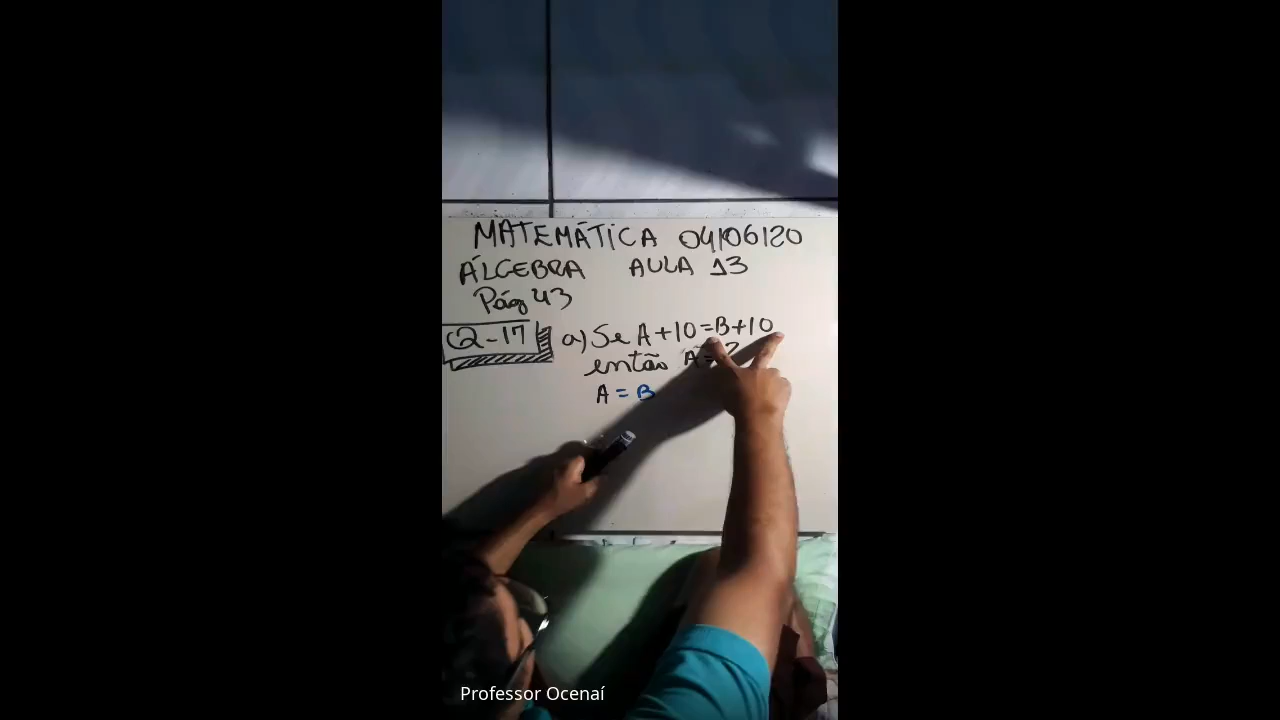 MATEMÁTICA 04/06/20
ÁLGEBRA AULA 13
Pág 43
Q-17 a) Se A+10=B+10
então A=?
A = B
Professor Ocenaí